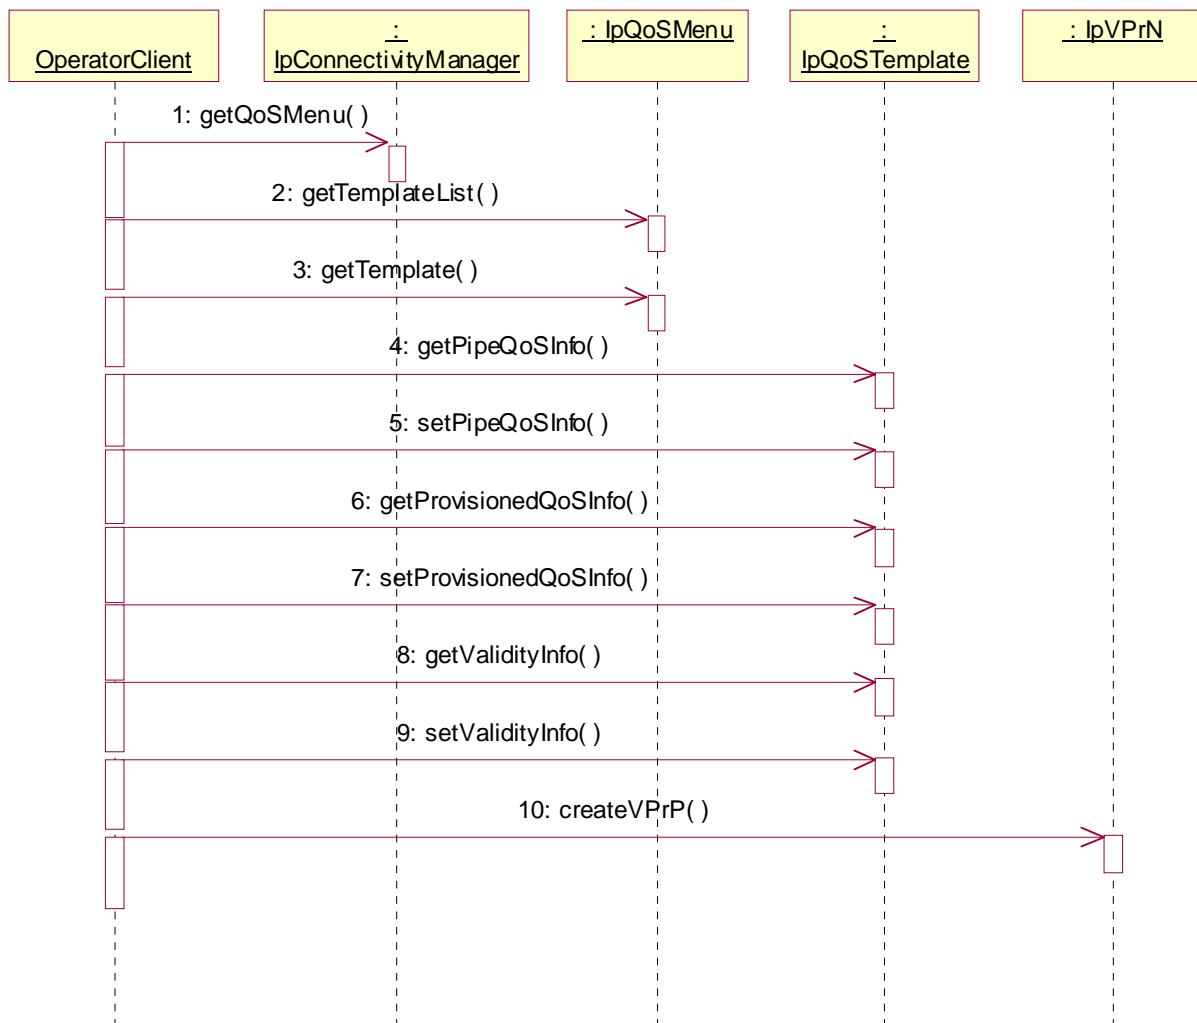 OperatorClient
:
IpConnectivityManager
: IpQoSMenu
:
IpQoSTemplate
: IpVPrN
1: getQoSMenu( )
2: getTemplateList( )
3: getTemplate( )
4: getPipeQoSInfo( )
5: setPipeQoSInfo( )
6: getProvisionedQoSInfo( )
7: setProvisionedQoSInfo( )
8: getValidityInfo( )
9: setValidityInfo( )
10: createVPrP( )